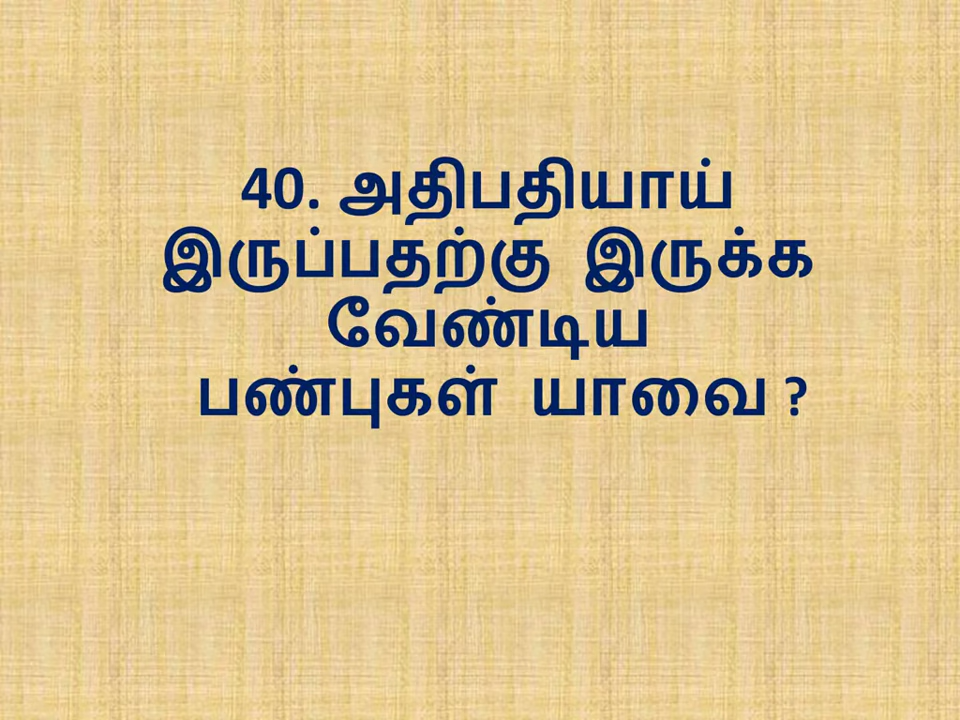 40. அதிபதியாய்
இருப்பதற்கு இருக்க
வேண்டிய
பண்புகள் யாவை ?